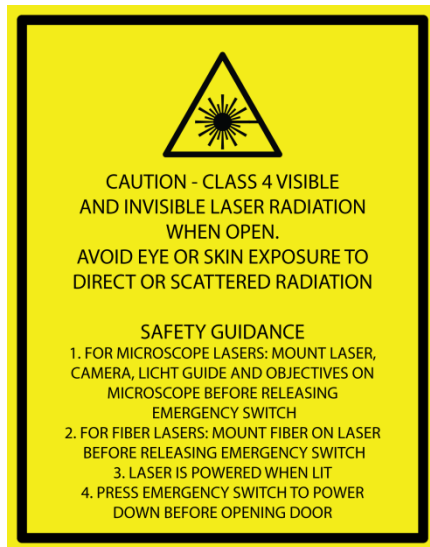 CAUTION - CLASS 4 VISIBLE
AND INVISIBLE LASER RADIATION
WHEN OPEN.
AVOID EYE OR SKIN EXPOSURE TO
DIRECT OR SCATTERED RADIATION
SAFETY GUIDANCE
1. FOR MICROSCOPE LASERS: MOUNT LASER,
CAMERA, LICHT GUIDE AND OBJECTIVES ON
MICROSCOPE BEFORE RELEASING
EMERGENCY SWITCH
2. FOR FIBER LASERS: MOUNT FIBER ON LASER
BEFORE RELEASING EMERGENCY SWITCH
3. LASER IS POWERED WHEN LIT
4. PRESS EMERGENCY SWITCH TO POWER
DOWN BEFORE OPENING DOOR